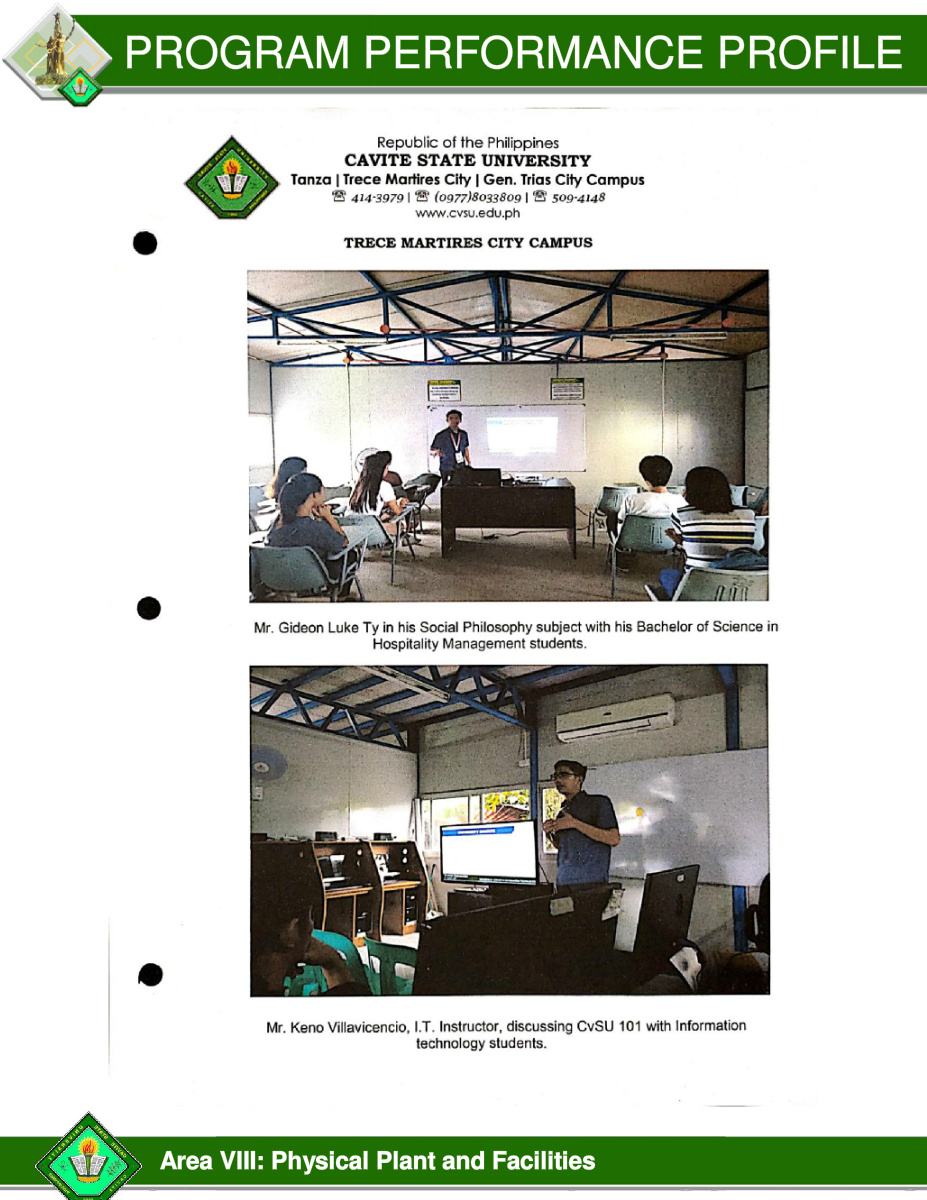 PROGRAM PERFORMANCE PROFILE
Republic of the Philippines
CAVITE STATE UNIVERSITY
Tanza | Trece Martires City | Gen. Trias City Campus
☎ 414-3979 | ☎ (0977)8033809 | ☎ 509-4148
www.cvsu.edu.ph
TRECE MARTIRES CITY CAMPUS
Mr. Gideon Luke Ty in his Social Philosophy subject with his Bachelor of Science in
Hospitality Management students.
Mr. Keno Villavicencio, I.T. Instructor, discussing CvSU 101 with Information
technology students.
Area VIII: Physical Plant and Facilities